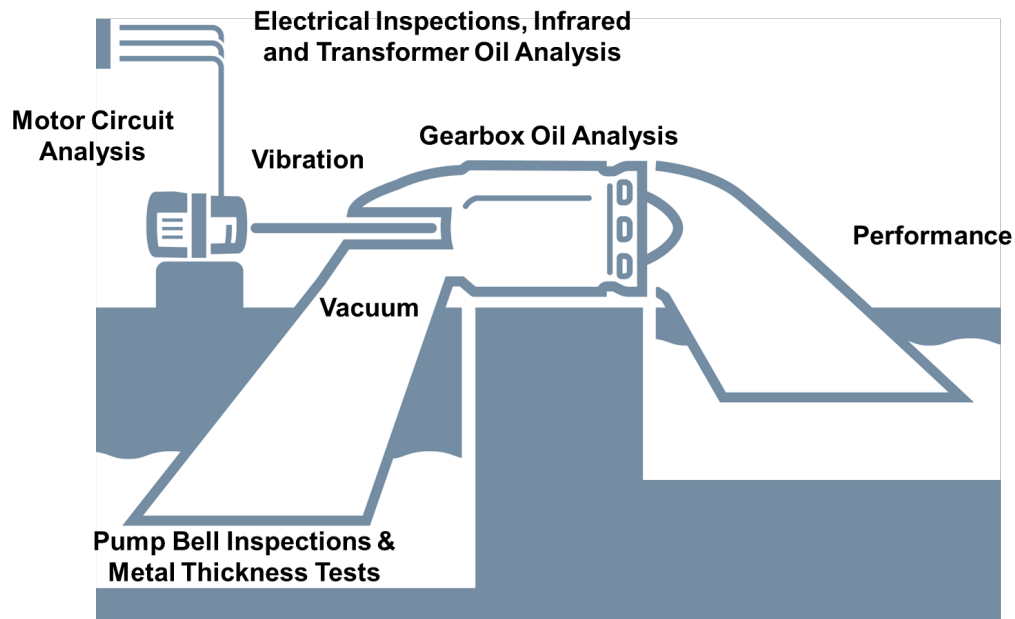 Electrical Inspections, Infrared
and Transformer Oil Analysis
Motor Circuit
Analysis
Vibration
Gearbox Oil Analysis
Performance
Vacuum
Pump Bell Inspections &
Metal Thickness Tests